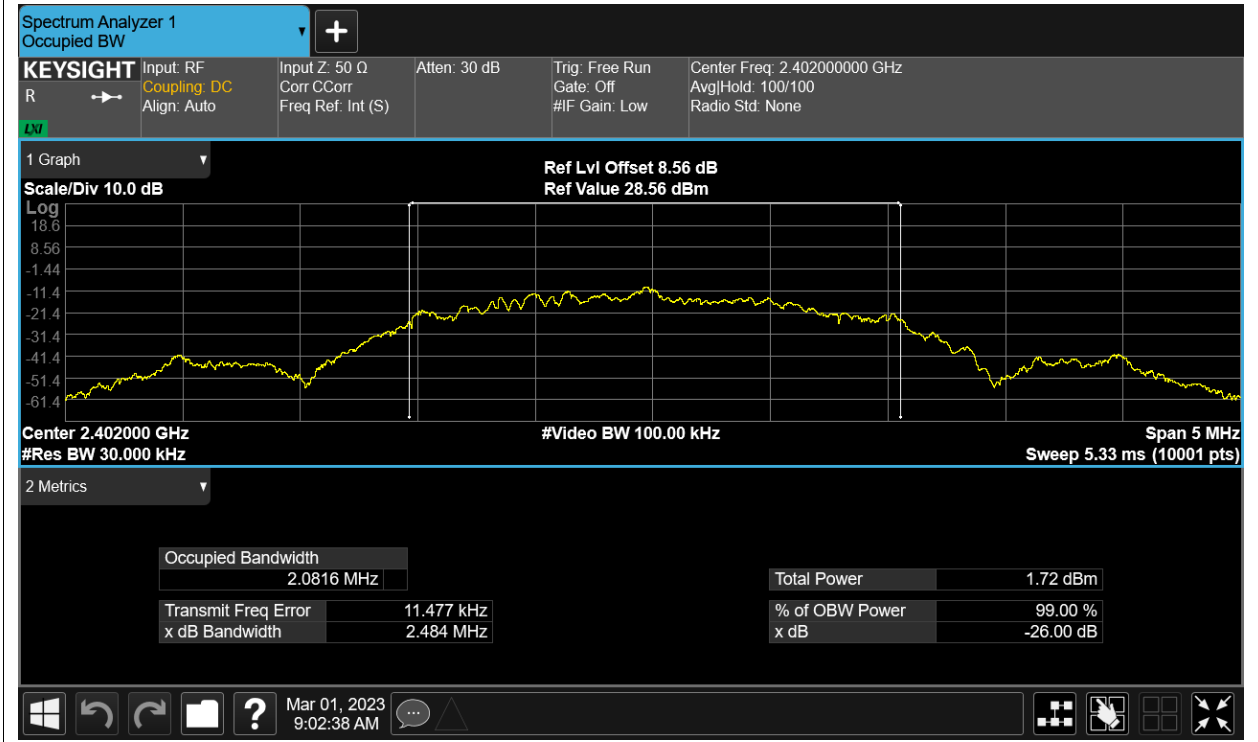 Spectrum Analyzer 1
Occupied BW
KEYSIGHT
R
LXI
Input: RF
Coupling: DC
Align: Auto
Input Z: 50 Ω
Corr CCorr
Freq Ref: Int (S)
Atten: 30 dB
Trig: Free Run
Gate: Off
#IF Gain: Low
Center Freq: 2.402000000 GHz
Avg|Hold: 100/100
Radio Std: None
1 Graph
Scale/Div 10.0 dB
Ref Lvl Offset 8.56 dB
Ref Value 28.56 dBm
Log
18.6
8.56
-1.44
-11.4
-21.4
-31.4
-41.4
-51.4
-61.4
Center 2.402000 GHz
#Video BW 100.00 kHz
Span 5 MHz
#Res BW 30.000 kHz
Sweep 5.33 ms (10001 pts)
2 Metrics
Occupied Bandwidth
2.0816 MHz
Total Power 1.72 dBm
Transmit Freq Error 11.477 kHz
% of OBW Power 99.00 %
x dB Bandwidth 2.484 MHz
x dB -26.00 dB
?
Mar 01, 2023
9:02:38 AM